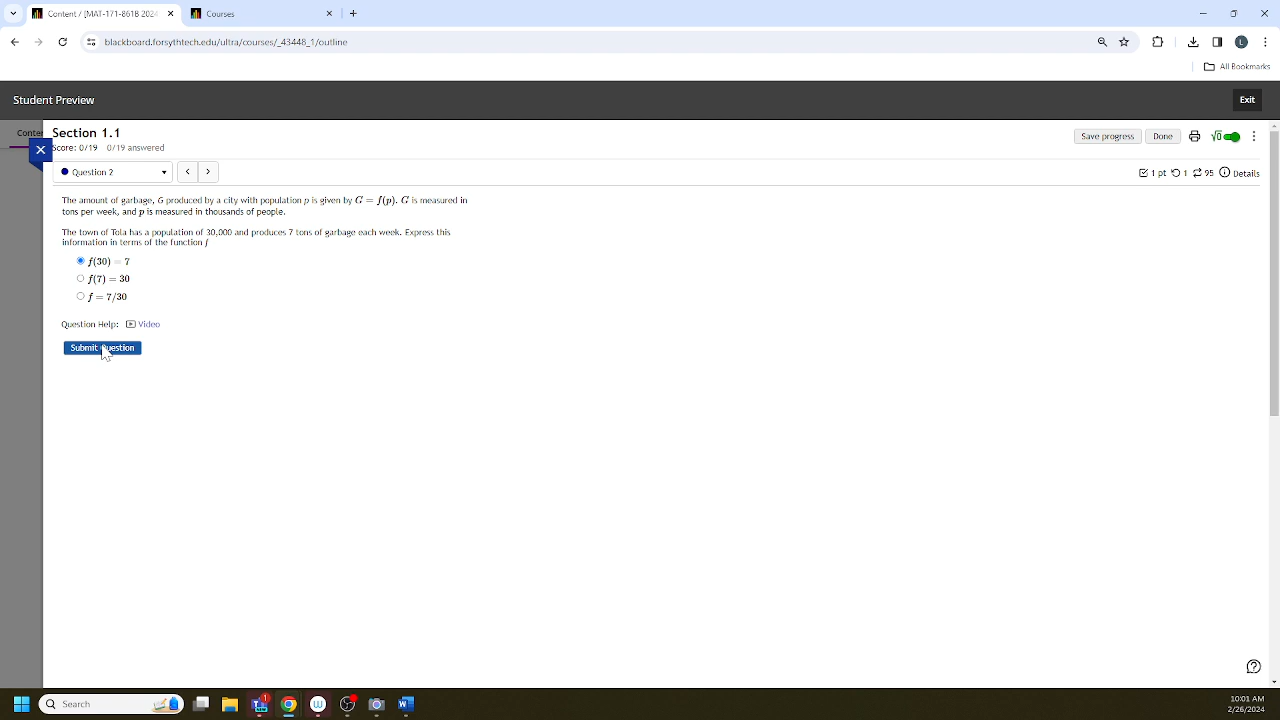 Content / [MAT-171-8618 2024
Courses
blackboard.forsythtech.edu/ultra/courses/_43448_1/outline
All Bookmarks
Student Preview
Exit
Conter
Section 1.1
Score: 0/19 0/19 answered
Save progress
Done
√0
Question 2
1 pt 1 95 Details
The amount of garbage, G produced by a city with population p is given by G = f(p). G is measured in
tons per week, and p is measured in thousands of people.
The town of Tola has a population of 30,000 and produces 7 tons of garbage each week. Express this
information in terms of the function f
f(30) = 7
f(7) = 30
f = 7/30
Question Help: Video
Submit Question
Search
1
10:01 AM
2/26/2024